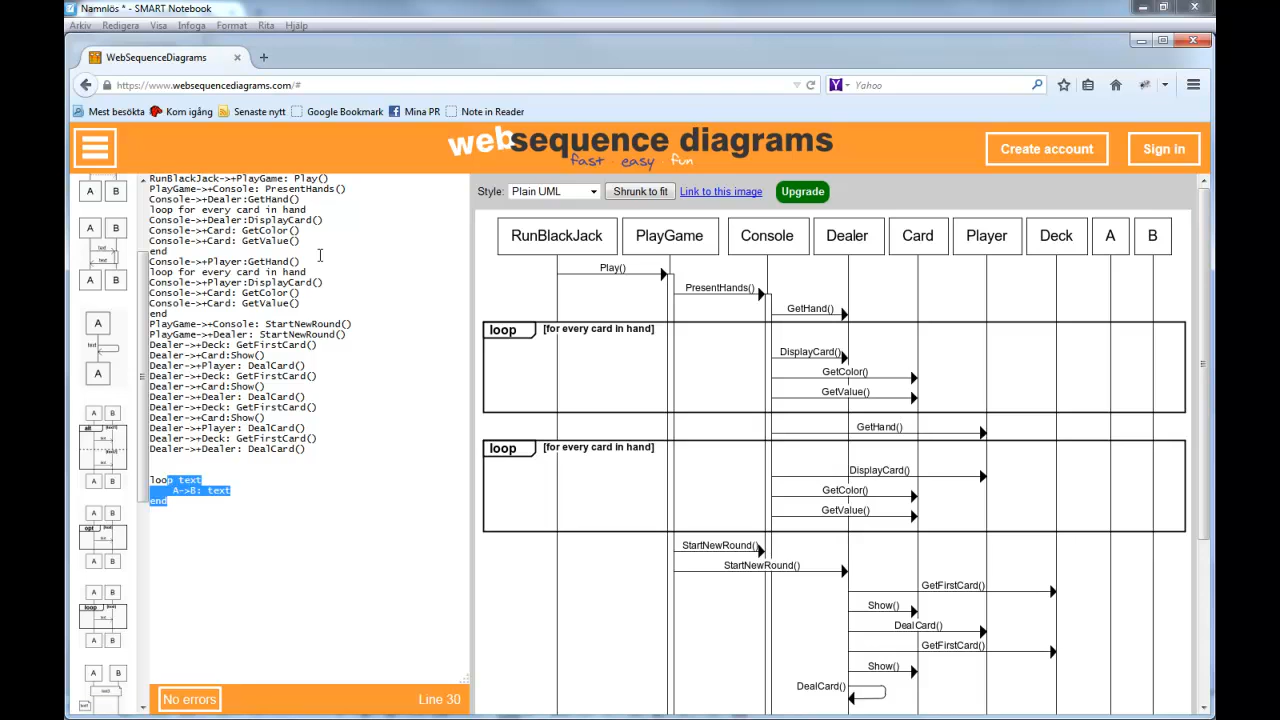 Namnlös * - SMART Notebook
Arkiv Redigera Visa Infoga Format Rita Hjälp
WebSequenceDiagrams
https://www.websequencediagrams.com/#
Yahoo
Mest besökta Kom igång Senaste nytt Google Bookmark Mina PR Note in Reader
websequence diagrams
fast · easy · fun
Create account
Sign in
A B
RunBlackJack->+PlayGame: Play()
PlayGame->+Console: PresentHands()
Console->+Dealer:GetHand()
loop for every card in hand
Console->+Dealer:DisplayCard()
Console->+Card: GetColor()
Console->+Card: GetValue()
end
Console->+Player:GetHand()
loop for every card in hand
Console->+Player:DisplayCard()
Console->+Card: GetColor()
Console->+Card: GetValue()
end
PlayGame->+Console: StartNewRound()
PlayGame->+Dealer: StartNewRound()
Dealer->+Deck: GetFirstCard()
Dealer->+Card:Show()
Dealer->+Player: DealCard()
Dealer->+Deck: GetFirstCard()
Dealer->+Card:Show()
Dealer->+Dealer: DealCard()
Dealer->+Deck: GetFirstCard()
Dealer->+Card:Show()
Dealer->+Player: DealCard()
Dealer->+Deck: GetFirstCard()
Dealer->+Dealer: DealCard()
loop text
A->B: text
end
A B
text
text
A B
A
text
A
A B
alt
A B
A B
opt
A B
A B
loop
A B
A B
text
No errors
Line 30
Style: Plain UML Shrunk to fit Link to this image Upgrade
RunBlackJack PlayGame Console Dealer Card Player Deck A B
Play()
PresentHands()
GetHand()
loop [for every card in hand]
DisplayCard()
GetColor()
GetValue()
GetHand()
loop [for every card in hand]
DisplayCard()
GetColor()
GetValue()
StartNewRound()
StartNewRound()
GetFirstCard()
Show()
DealCard()
GetFirstCard()
Show()
DealCard()